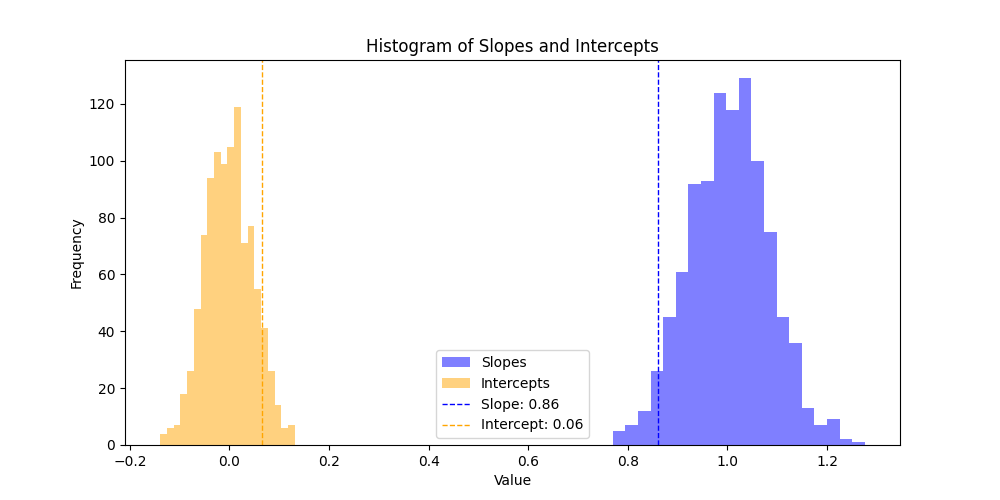 Histogram of Slopes and Intercepts
Frequency
120
100
80
60
40
20
0
−0.2 0.0 0.2 0.4 0.6 0.8 1.0 1.2
Value
Slopes
Intercepts
Slope: 0.86
Intercept: 0.06